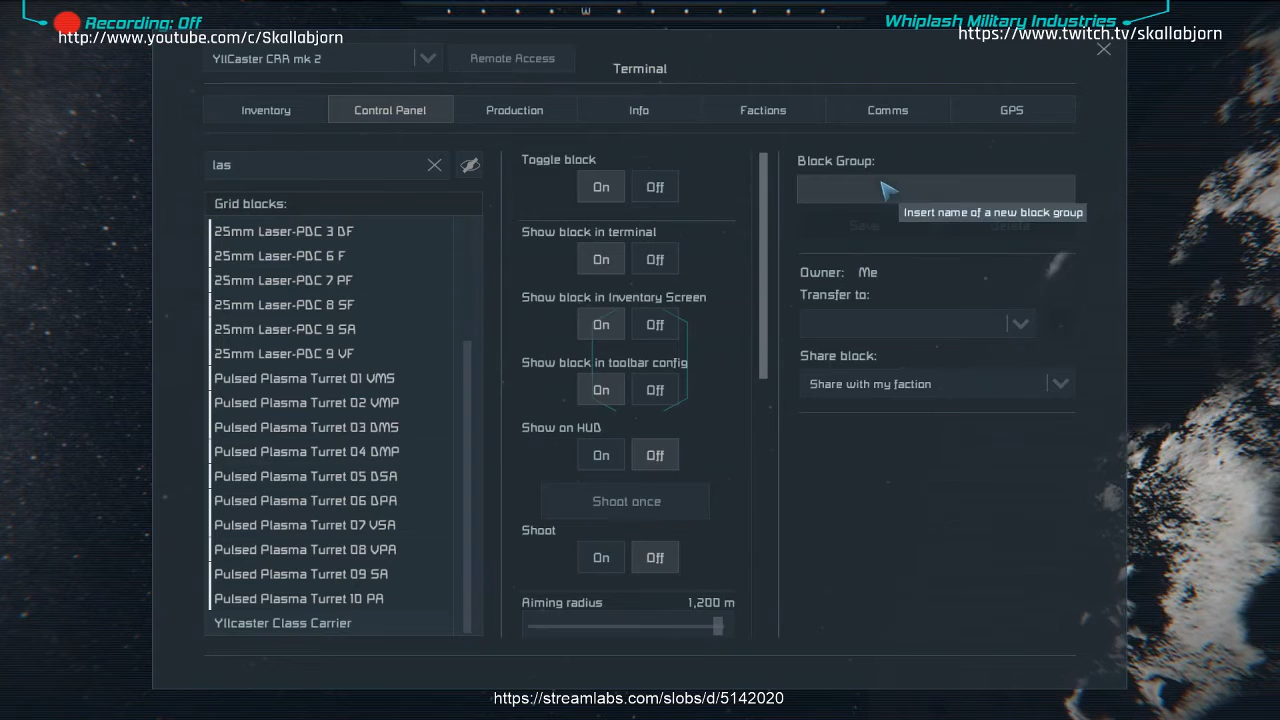 Recording: Off
Whiplash Military Industries
http://www.youtube.com/c/Skallabjorn
https://www.twitch.tv/skallabjorn
W
YllCaster CRR mk 2
Remote Access
Terminal
Inventory
Control Panel
Production
Info
Factions
Comms
GPS
las
Grid blocks:
25mm Laser-PDC 3 DF
25mm Laser-PDC 6 F
25mm Laser-PDC 7 PF
25mm Laser-PDC 8 SF
25mm Laser-PDC 9 SA
25mm Laser-PDC 9 VF
Pulsed Plasma Turret 01 VMS
Pulsed Plasma Turret 02 VMP
Pulsed Plasma Turret 03 DMS
Pulsed Plasma Turret 04 DMP
Pulsed Plasma Turret 05 DSA
Pulsed Plasma Turret 06 DPA
Pulsed Plasma Turret 07 VSA
Pulsed Plasma Turret 08 VPA
Pulsed Plasma Turret 09 SA
Pulsed Plasma Turret 10 PA
Yllcaster Class Carrier
Toggle block
On Off
Show block in terminal
On Off
Show block in Inventory Screen
On Off
Show block in toolbar config
On Off
Show on HUD
On Off
Shoot once
Shoot
On Off
Aiming radius 1,200 m
Block Group:
Insert name of a new block group
Save Delete
Owner: Me
Transfer to:
Share block:
Share with my faction
https://streamlabs.com/slobs/d/5142020